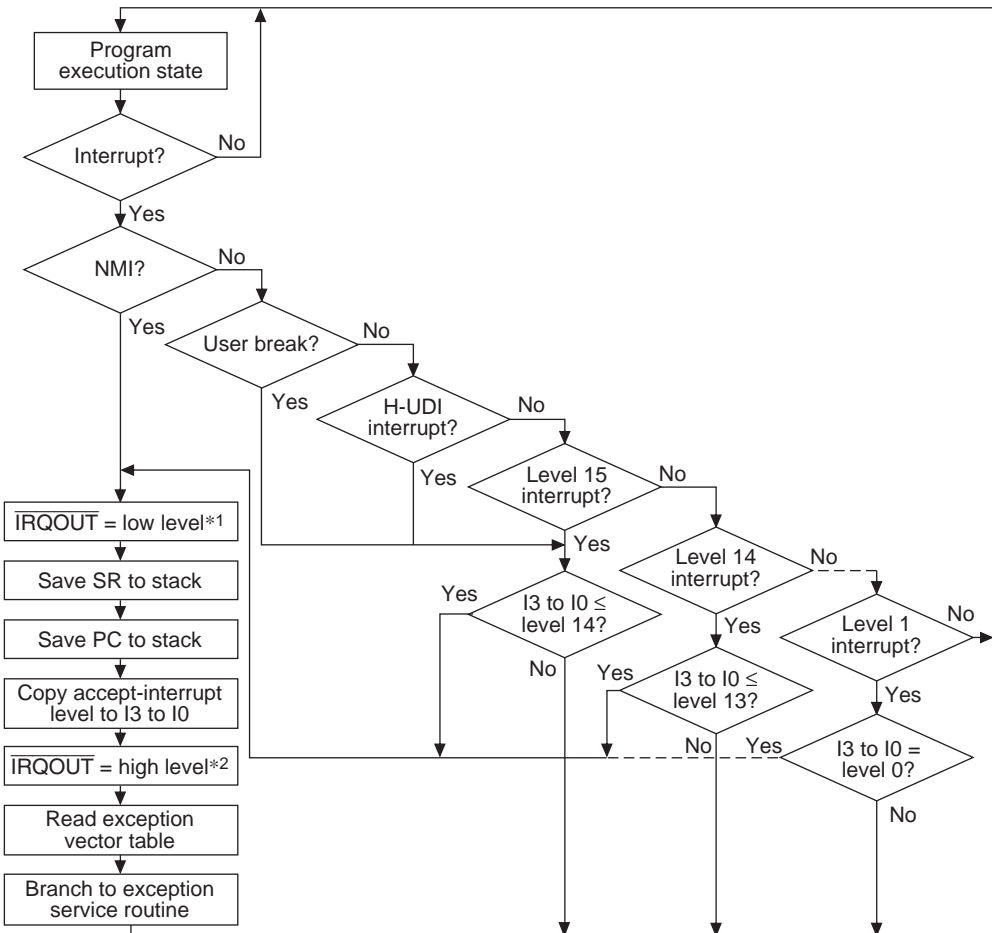 Program
execution state
No
Interrupt?
Yes
NMI?
No
Yes
User break?
No
Yes
H-UDI
interrupt?
No
Yes
Level 15
interrupt?
No
Yes
IRQOUT = low level*1
Save SR to stack
Save PC to stack
Copy accept-interrupt
level to I3 to I0
IRQOUT = high level*2
Read exception
vector table
Branch to exception
service routine
Yes
I3 to I0 ≤
level 14?
No
Level 14
interrupt?
No
Yes
Yes
I3 to I0 ≤
level 13?
No
Level 1
interrupt?
No
Yes
Yes
I3 to I0 =
level 0?
No